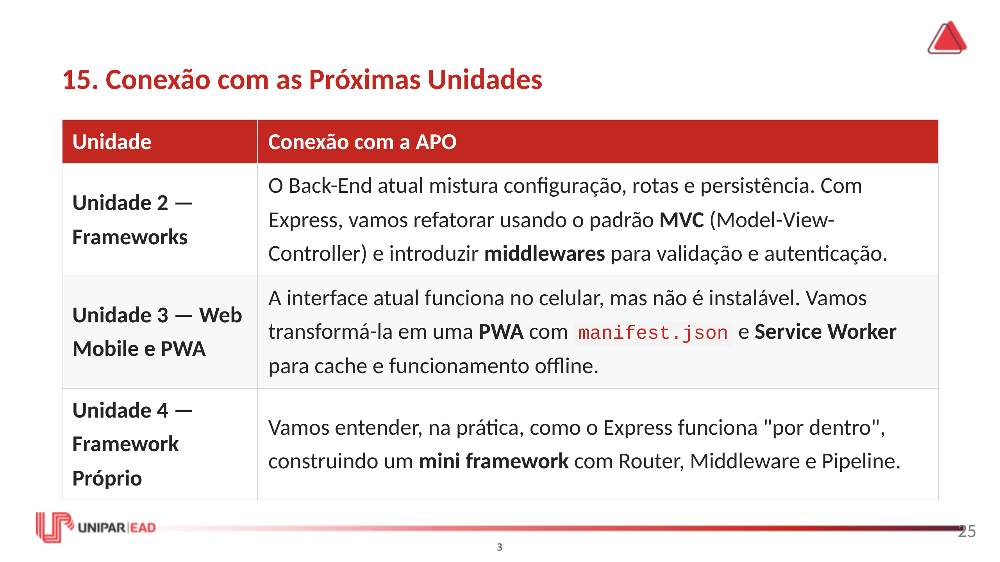 15. Conexão com as Próximas Unidades
Unidade
Conexão com a APO
Unidade 2 —
Frameworks
O Back-End atual mistura configuração, rotas e persistência. Com
Express, vamos refatorar usando o padrão MVC (Model-View-
Controller) e introduzir middlewares para validação e autenticação.
Unidade 3 — Web
Mobile e PWA
A interface atual funciona no celular, mas não é instalável. Vamos
transformá-la em uma PWA com manifest.json e Service Worker
para cache e funcionamento offline.
Unidade 4 —
Framework
Próprio
Vamos entender, na prática, como o Express funciona "por dentro",
construindo um mini framework com Router, Middleware e Pipeline.
UNIPAR|EAD
25
3